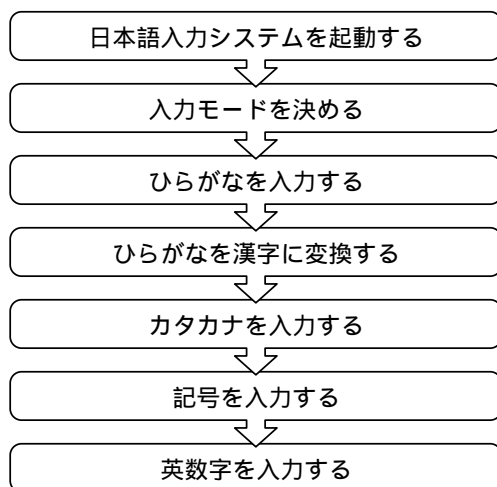 日本語入力システムを起動する
入力モードを決める
ひらがなを入力する
ひらがなを漢字に変換する
カタカナを入力する
記号を入力する
英数字を入力する